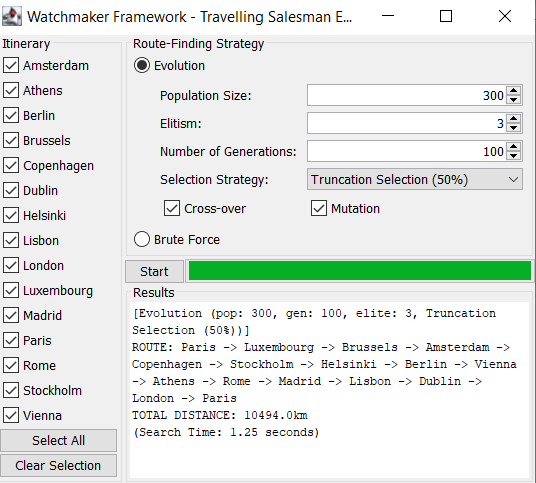 Watchmaker Framework - Travelling Salesman E...
Itinerary
Amsterdam
Athens
Berlin
Brussels
Copenhagen
Dublin
Helsinki
Lisbon
London
Luxembourg
Madrid
Paris
Rome
Stockholm
Vienna
Select All
Clear Selection
Route-Finding Strategy
Evolution
Population Size: 300
Elitism: 3
Number of Generations: 100
Selection Strategy: Truncation Selection (50%)
Cross-over Mutation
Brute Force
Start
Results
[Evolution (pop: 300, gen: 100, elite: 3, Truncation
Selection (50%))]
ROUTE: Paris -> Luxembourg -> Brussels -> Amsterdam ->
Copenhagen -> Stockholm -> Helsinki -> Berlin -> Vienna
-> Athens -> Rome -> Madrid -> Lisbon -> Dublin ->
London -> Paris
TOTAL DISTANCE: 10494.0km
(Search Time: 1.25 seconds)